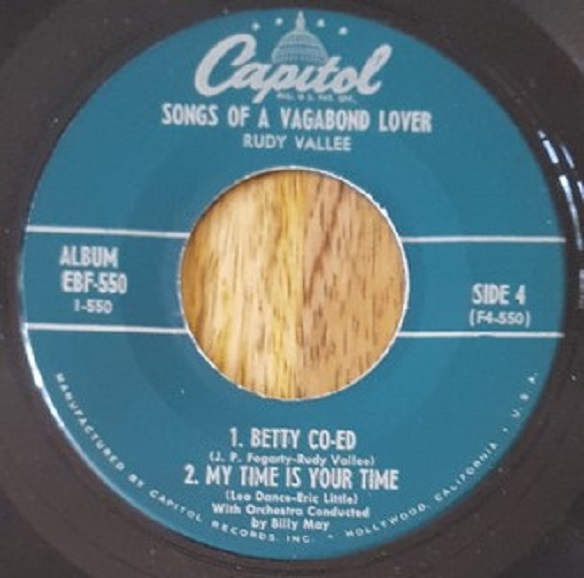 Capitol
REG. U.S. PAT. OFF.
SONGS OF A VAGABOND LOVER
RUDY VALLEE
ALBUM
EBF-550
1-550
SIDE 4
(F4-550)
1. BETTY CO-ED
(J. P. Fogarty-Rudy Vallee)
2. MY TIME IS YOUR TIME
(Leo Dance-Eric Little)
With Orchestra Conducted
by Billy May
MANUFACTURED BY CAPITOL RECORDS, INC. • HOLLYWOOD, CALIFORNIA • U.S.A.